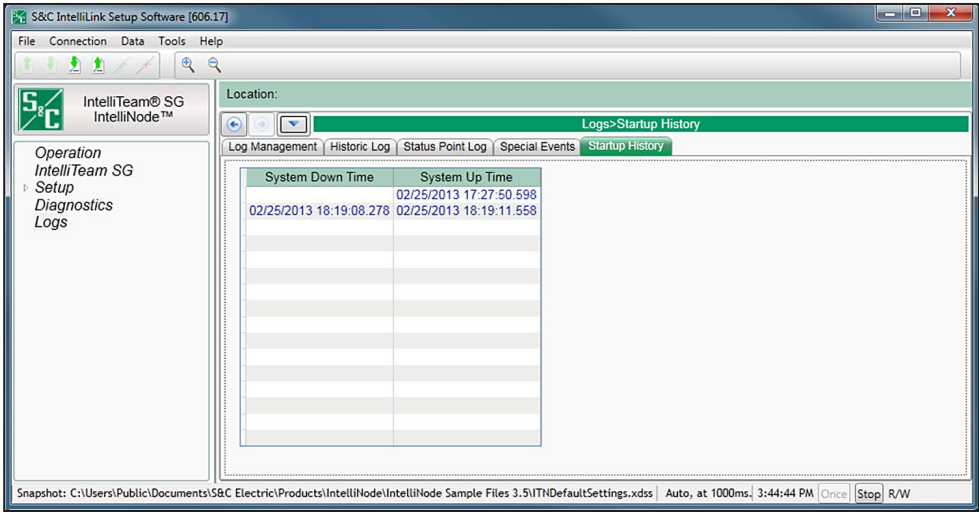 S&C IntelliLink Setup Software [606.17]
File Connection Data Tools Help
S&C
IntelliTeam® SG
IntelliNode™
Operation
IntelliTeam SG
Setup
Diagnostics
Logs
Location:
Logs>Startup History
Log Management Historic Log Status Point Log Special Events Startup History
System Down Time System Up Time
02/25/2013 17:27:50.598
02/25/2013 18:19:08.278 02/25/2013 18:19:11.558
Snapshot: C:\Users\Public\Documents\S&C Electric\Products\IntelliNode\IntelliNode Sample Files 3.5\ITNDefaultSettings.xdss Auto, at 1000ms. 3:44:44 PM Once Stop R/W